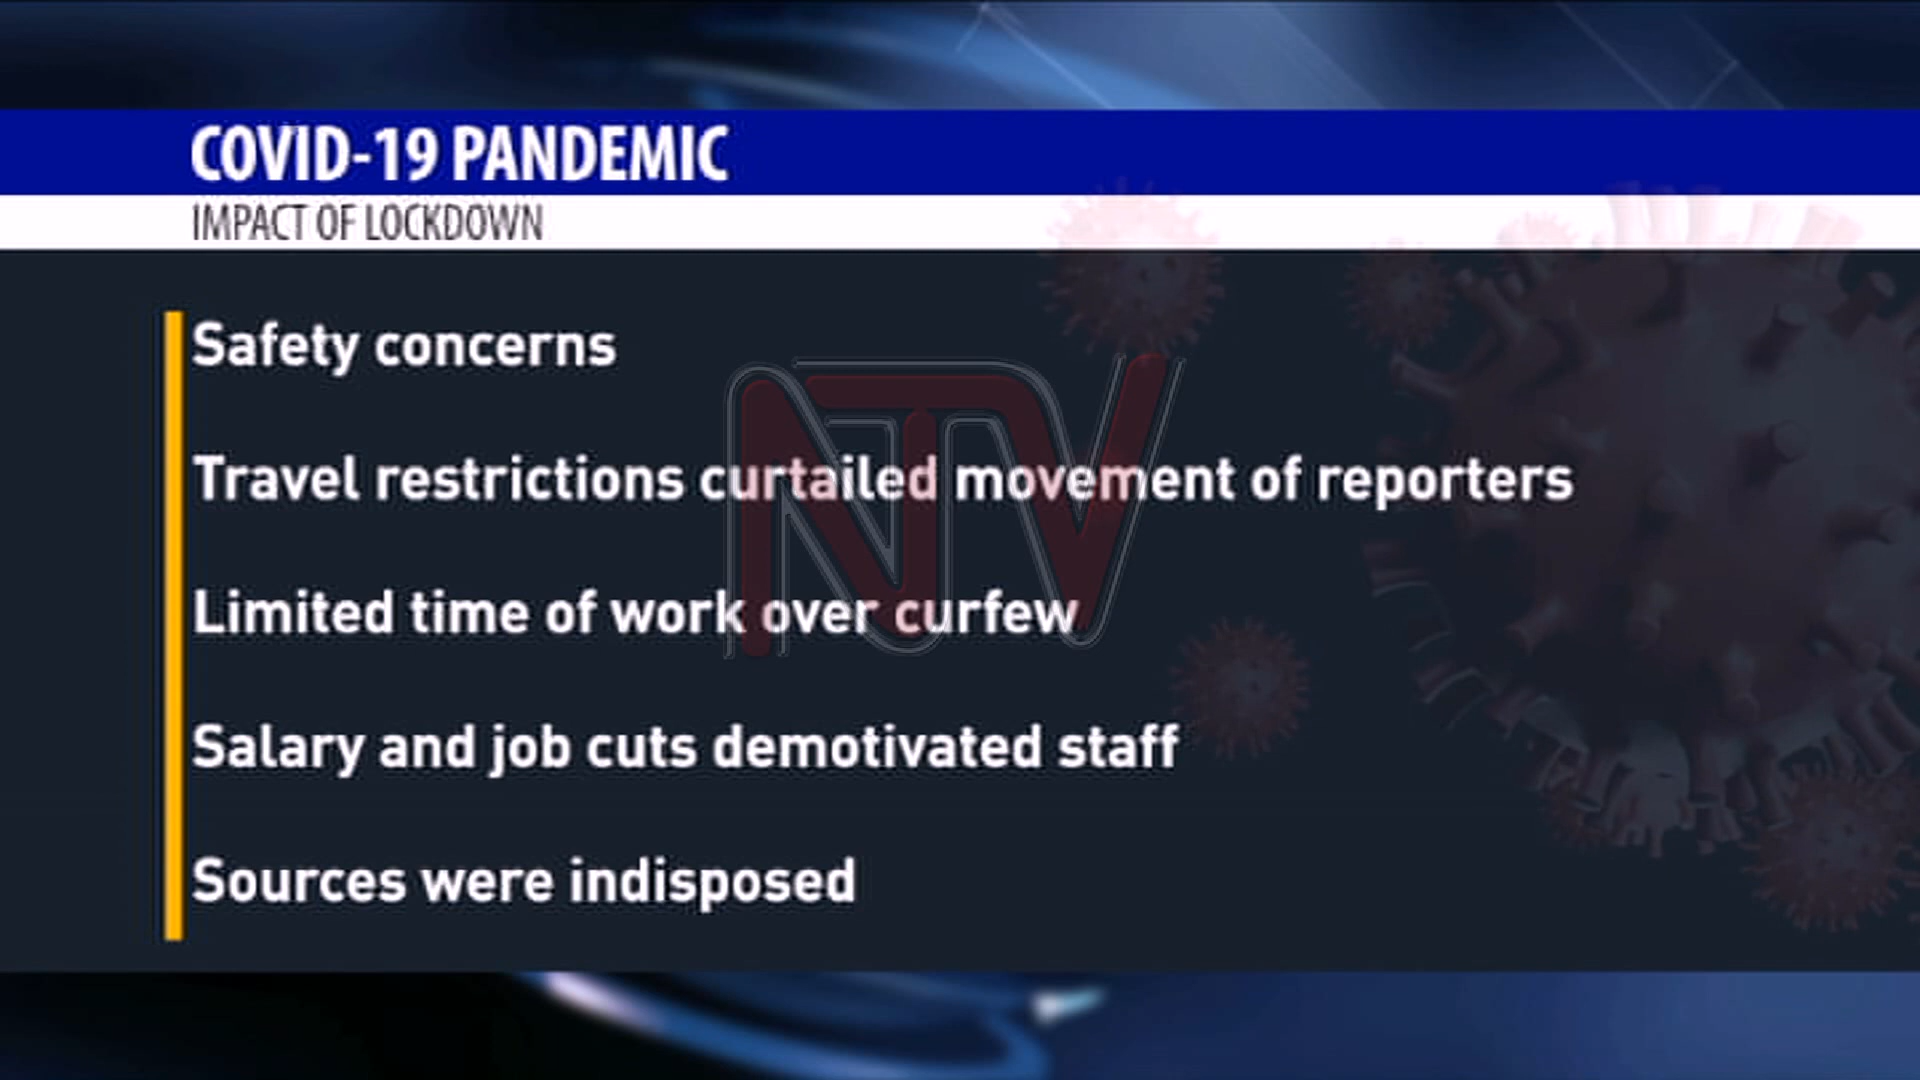 COVID-19 PANDEMIC
IMPACT OF LOCKDOWN
Safety concerns
Travel restrictions curtailed movement of reporters
Limited time of work over curfew
Salary and job cuts demotivated staff
Sources were indisposed
NTV